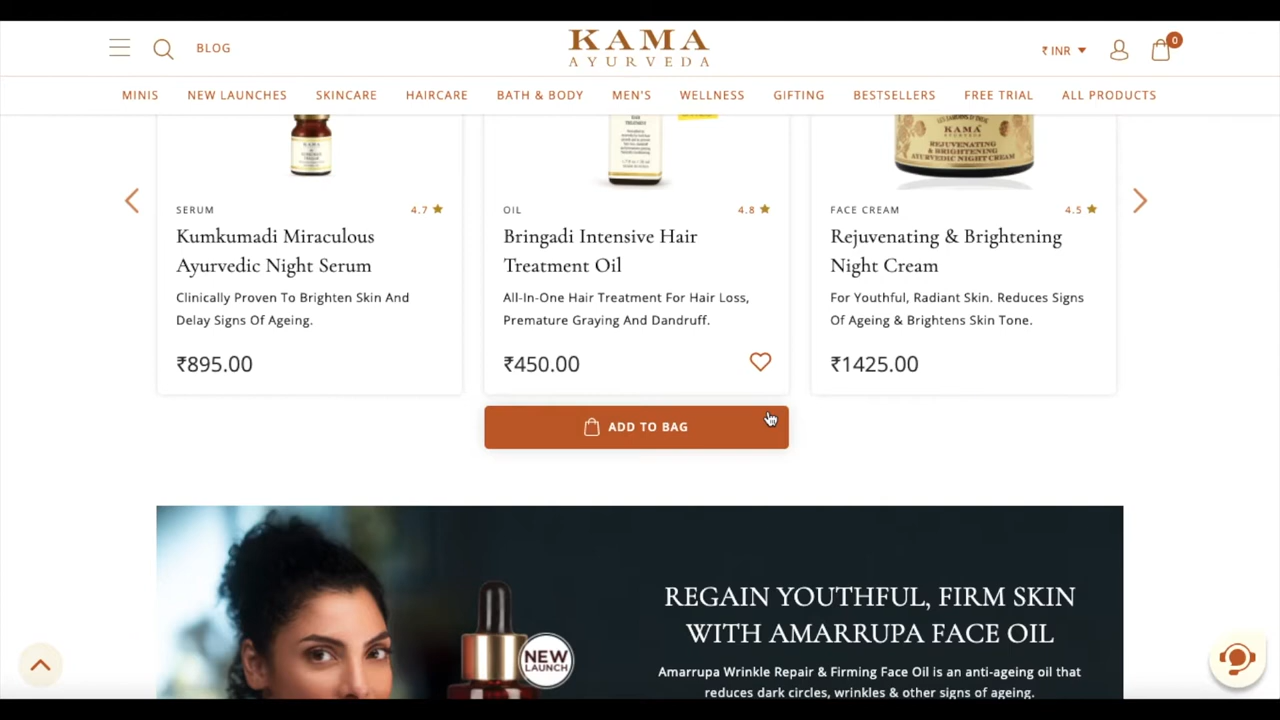 BLOG
KAMA
AYURVEDA
₹ INR
0
MINIS
NEW LAUNCHES
SKINCARE
HAIRCARE
BATH & BODY
MEN'S
WELLNESS
GIFTING
BESTSELLERS
FREE TRIAL
ALL PRODUCTS
KAMA
REJUVENATING
& BRIGHTENING
AYURVEDIC NIGHT CREAM
SERUM
4.7
Kumkumadi Miraculous
Ayurvedic Night Serum
Clinically Proven To Brighten Skin And
Delay Signs Of Ageing.
₹895.00
OIL
4.8
Bringadi Intensive Hair
Treatment Oil
All-In-One Hair Treatment For Hair Loss,
Premature Graying And Dandruff.
₹450.00
ADD TO BAG
FACE CREAM
4.5
Rejuvenating & Brightening
Night Cream
For Youthful, Radiant Skin. Reduces Signs
Of Ageing & Brightens Skin Tone.
₹1425.00
NEW
LAUNCH
REGAIN YOUTHFUL, FIRM SKIN
WITH AMARRUPA FACE OIL
Amarrupa Wrinkle Repair & Firming Face Oil is an anti-ageing oil that
reduces dark circles, wrinkles & other signs of ageing.